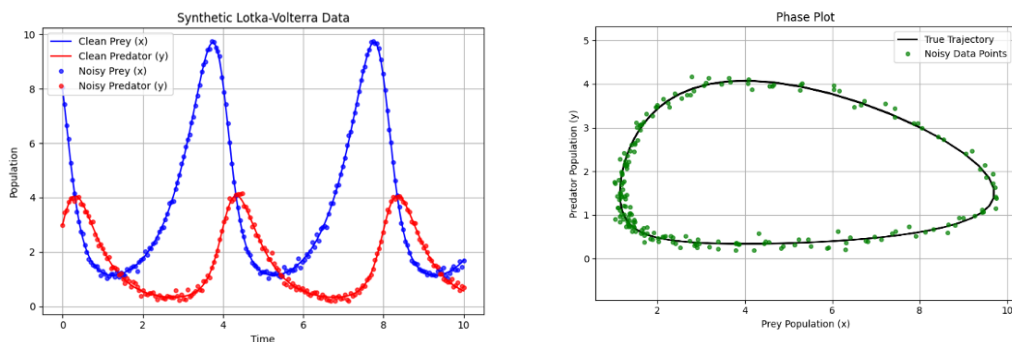 Synthetic Lotka-Volterra Data
Clean Prey (x)
Clean Predator (y)
Noisy Prey (x)
Noisy Predator (y)
10
8
6
4
2
0
Population
0 2 4 6 8 10
Time
Phase Plot
True Trajectory
Noisy Data Points
5
4
3
2
1
0
Predator Population (y)
2 4 6 8 10
Prey Population (x)